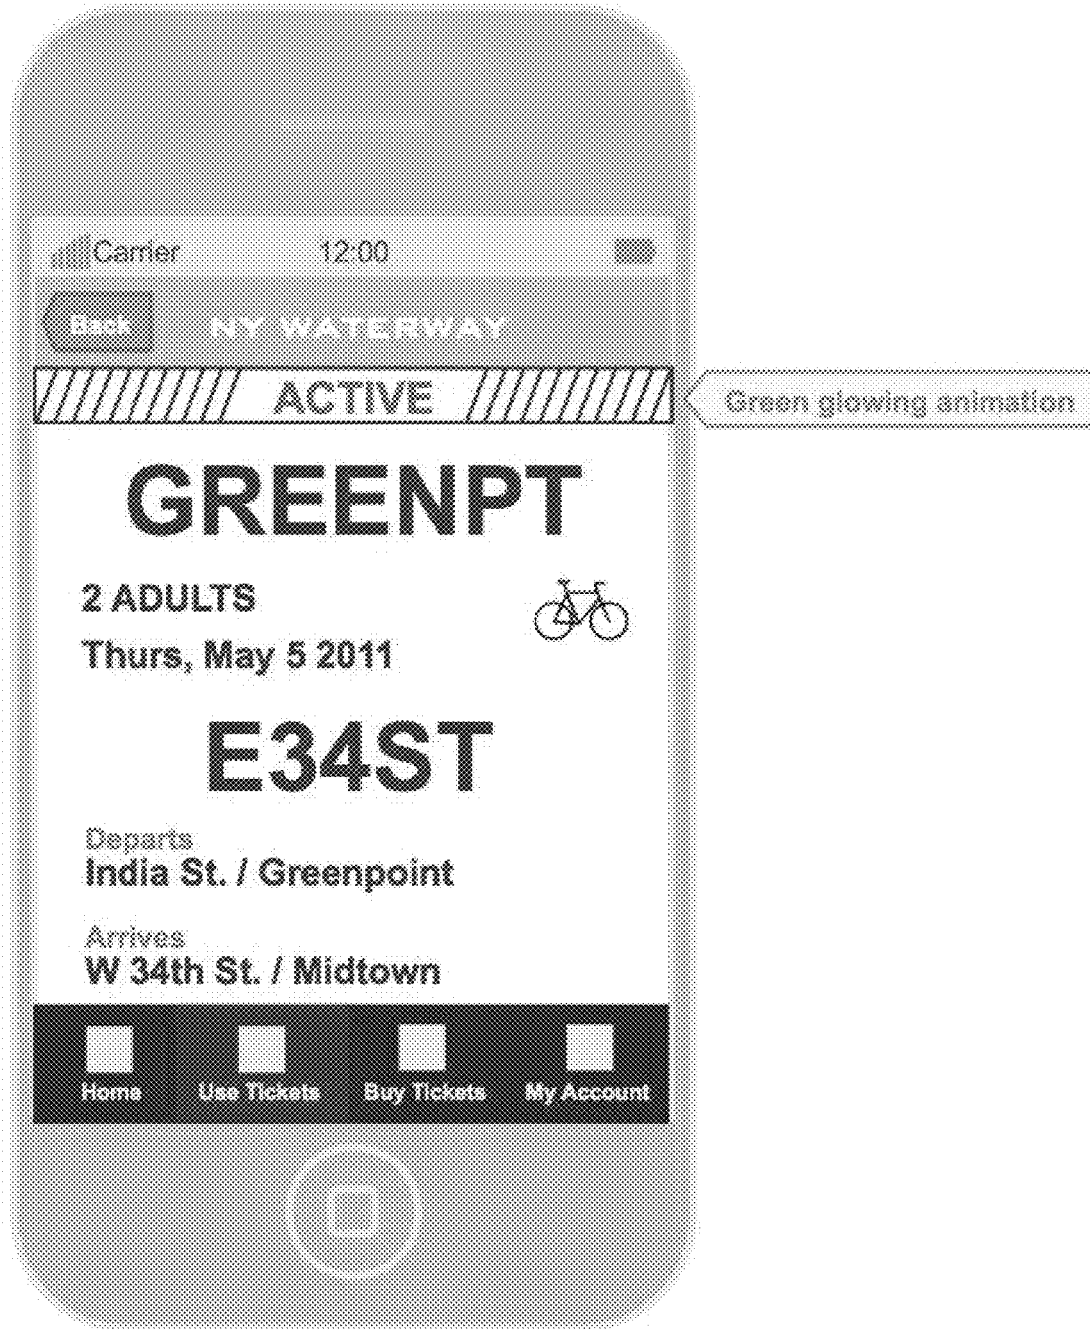 Carrier 12:00
Back NY WATERWAY
ACTIVE
Green glowing animation
GREENPT
2 ADULTS
Thurs, May 5 2011
E34ST
Departs
India St. / Greenpoint
Arrives
W 34th St. / Midtown
Home Use Tickets Buy Tickets My Account